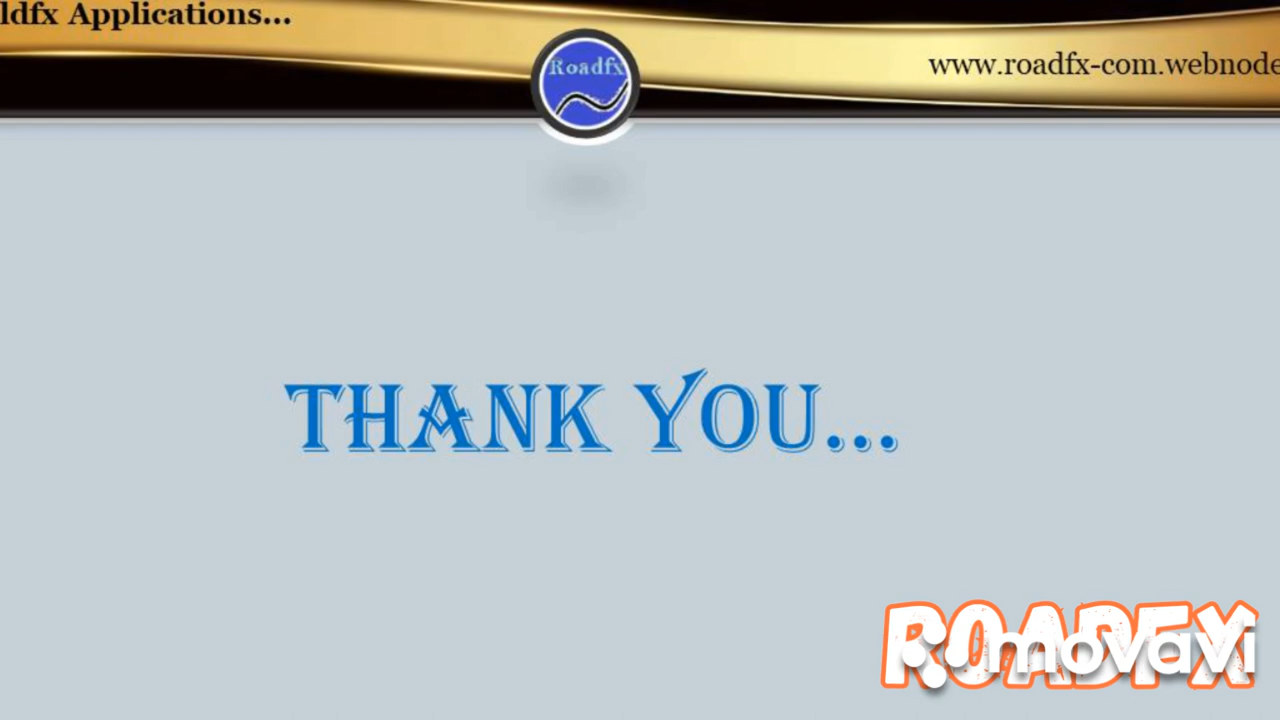 ldfx Applications...
Roadfx
www.roadfx-com.webnode
THANK YOU...
ROADFX
movavi